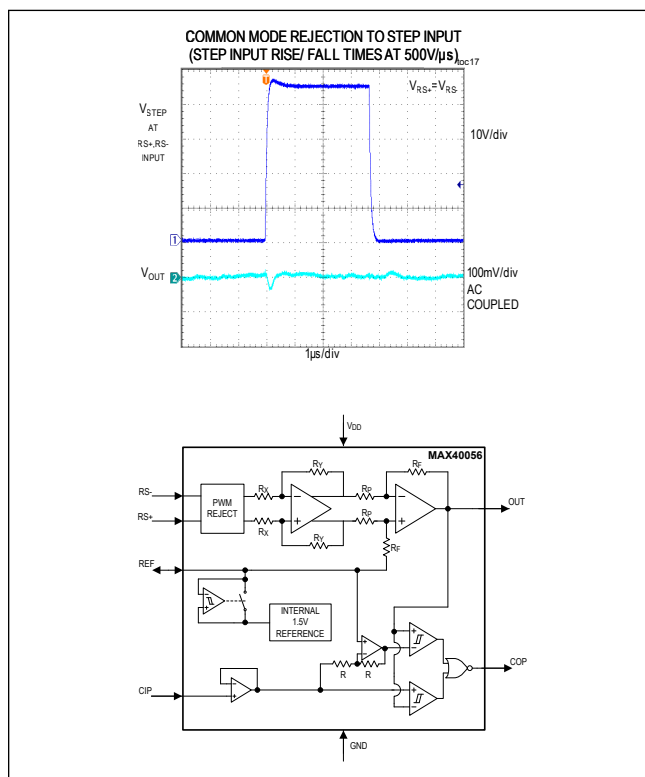 COMMON MODE REJECTION TO STEP INPUT
(STEP INPUT RISE/ FALL TIMES AT 500V/µs)
toc17
T
VRS+=VRS-
VSTEP
AT
RS+,RS-
INPUT
10V/div
1
VOUT
2
100mV/div
AC
COUPLED
1µs/div
VDD
MAX40056
RY
RF
RS-
RX
RP
PWM
REJECT
OUT
RS+
RX
RP
RY
RF
REF
INTERNAL
1.5V
REFERENCE
R
R
COP
CIP
GND